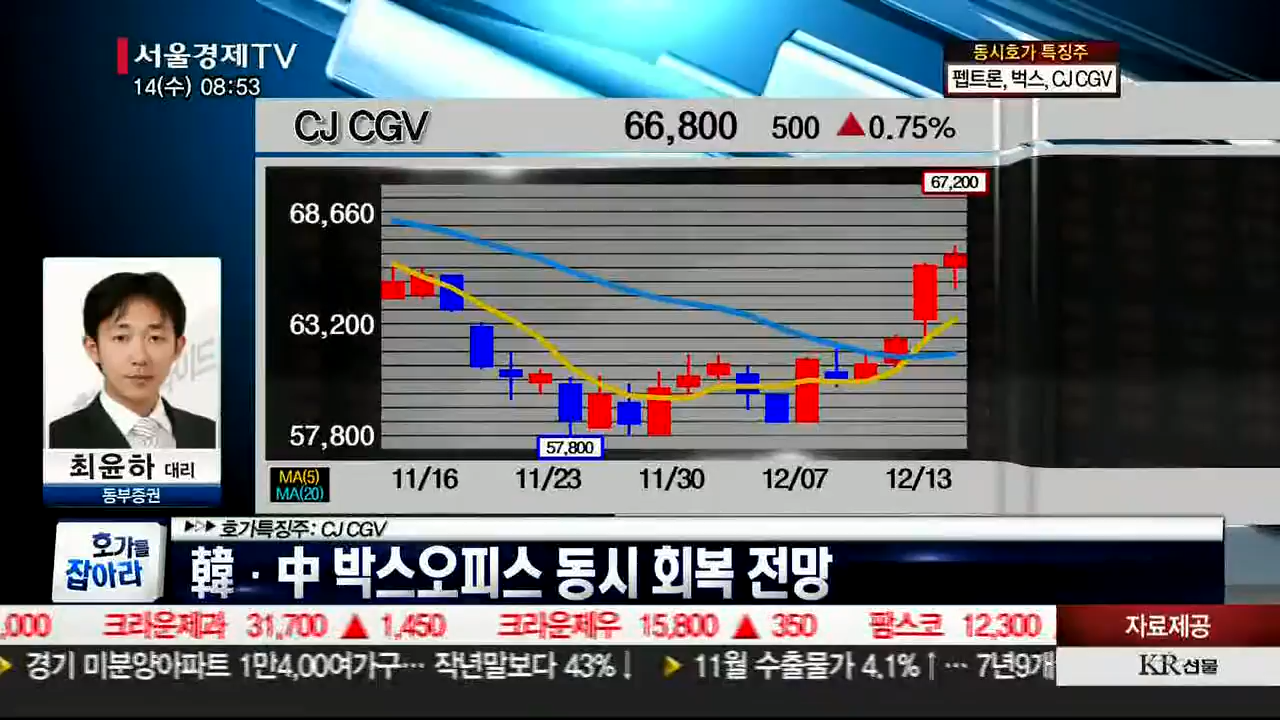 서울경제TV
14(수) 08:53
동시호가 특징주
펩트론, 벅스, CJ CGV
CJ CGV 66,800 500 ▲0.75%
67,200
68,660
63,200
57,800
57,800
11/16 11/23 11/30 12/07 12/13
MA(5)
MA(20)
최윤하 대리
동부증권
호가를
잡아라
호가특징주: CJ CGV
韓·中 박스오피스 동시 회복 전망
,000 크라운제과 31,700 ▲ 1,450 크라운제우 15,800 ▲ 350 팜스코 12,300
자료제공
경기 미분양아파트 1만4,00여가구… 작년말보다 43%↓ 11월 수출물가 4.1%↑… 7년9개
KR선물